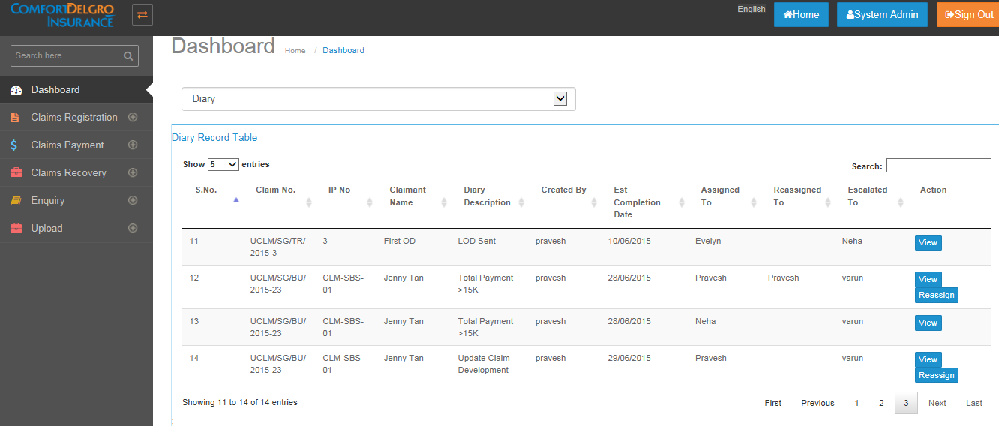 COMFORTDELGRO
INSURANCE
English
Home
System Admin
Sign Out
Search here
Dashboard
Claims Registration
Claims Payment
Claims Recovery
Enquiry
Upload
Dashboard Home / Dashboard
Diary
Diary Record Table
Show 5 entries
Search:
S.No. Claim No. IP No Claimant Name Diary Description Created By Est Completion Date Assigned To Reassigned To Escalated To Action
11 UCLM/SG/TR/2015-3 3 First OD LOD Sent pravesh 10/06/2015 Evelyn Neha View
12 UCLM/SG/BU/2015-23 CLM-SBS-01 Jenny Tan Total Payment >15K pravesh 28/06/2015 Pravesh Pravesh varun View Reassign
13 UCLM/SG/BU/2015-23 CLM-SBS-01 Jenny Tan Total Payment >15K pravesh 28/06/2015 Neha varun View
14 UCLM/SG/BU/2015-23 CLM-SBS-01 Jenny Tan Update Claim Development pravesh 29/06/2015 Pravesh varun View Reassign
Showing 11 to 14 of 14 entries
First Previous 1 2 3 Next Last
;